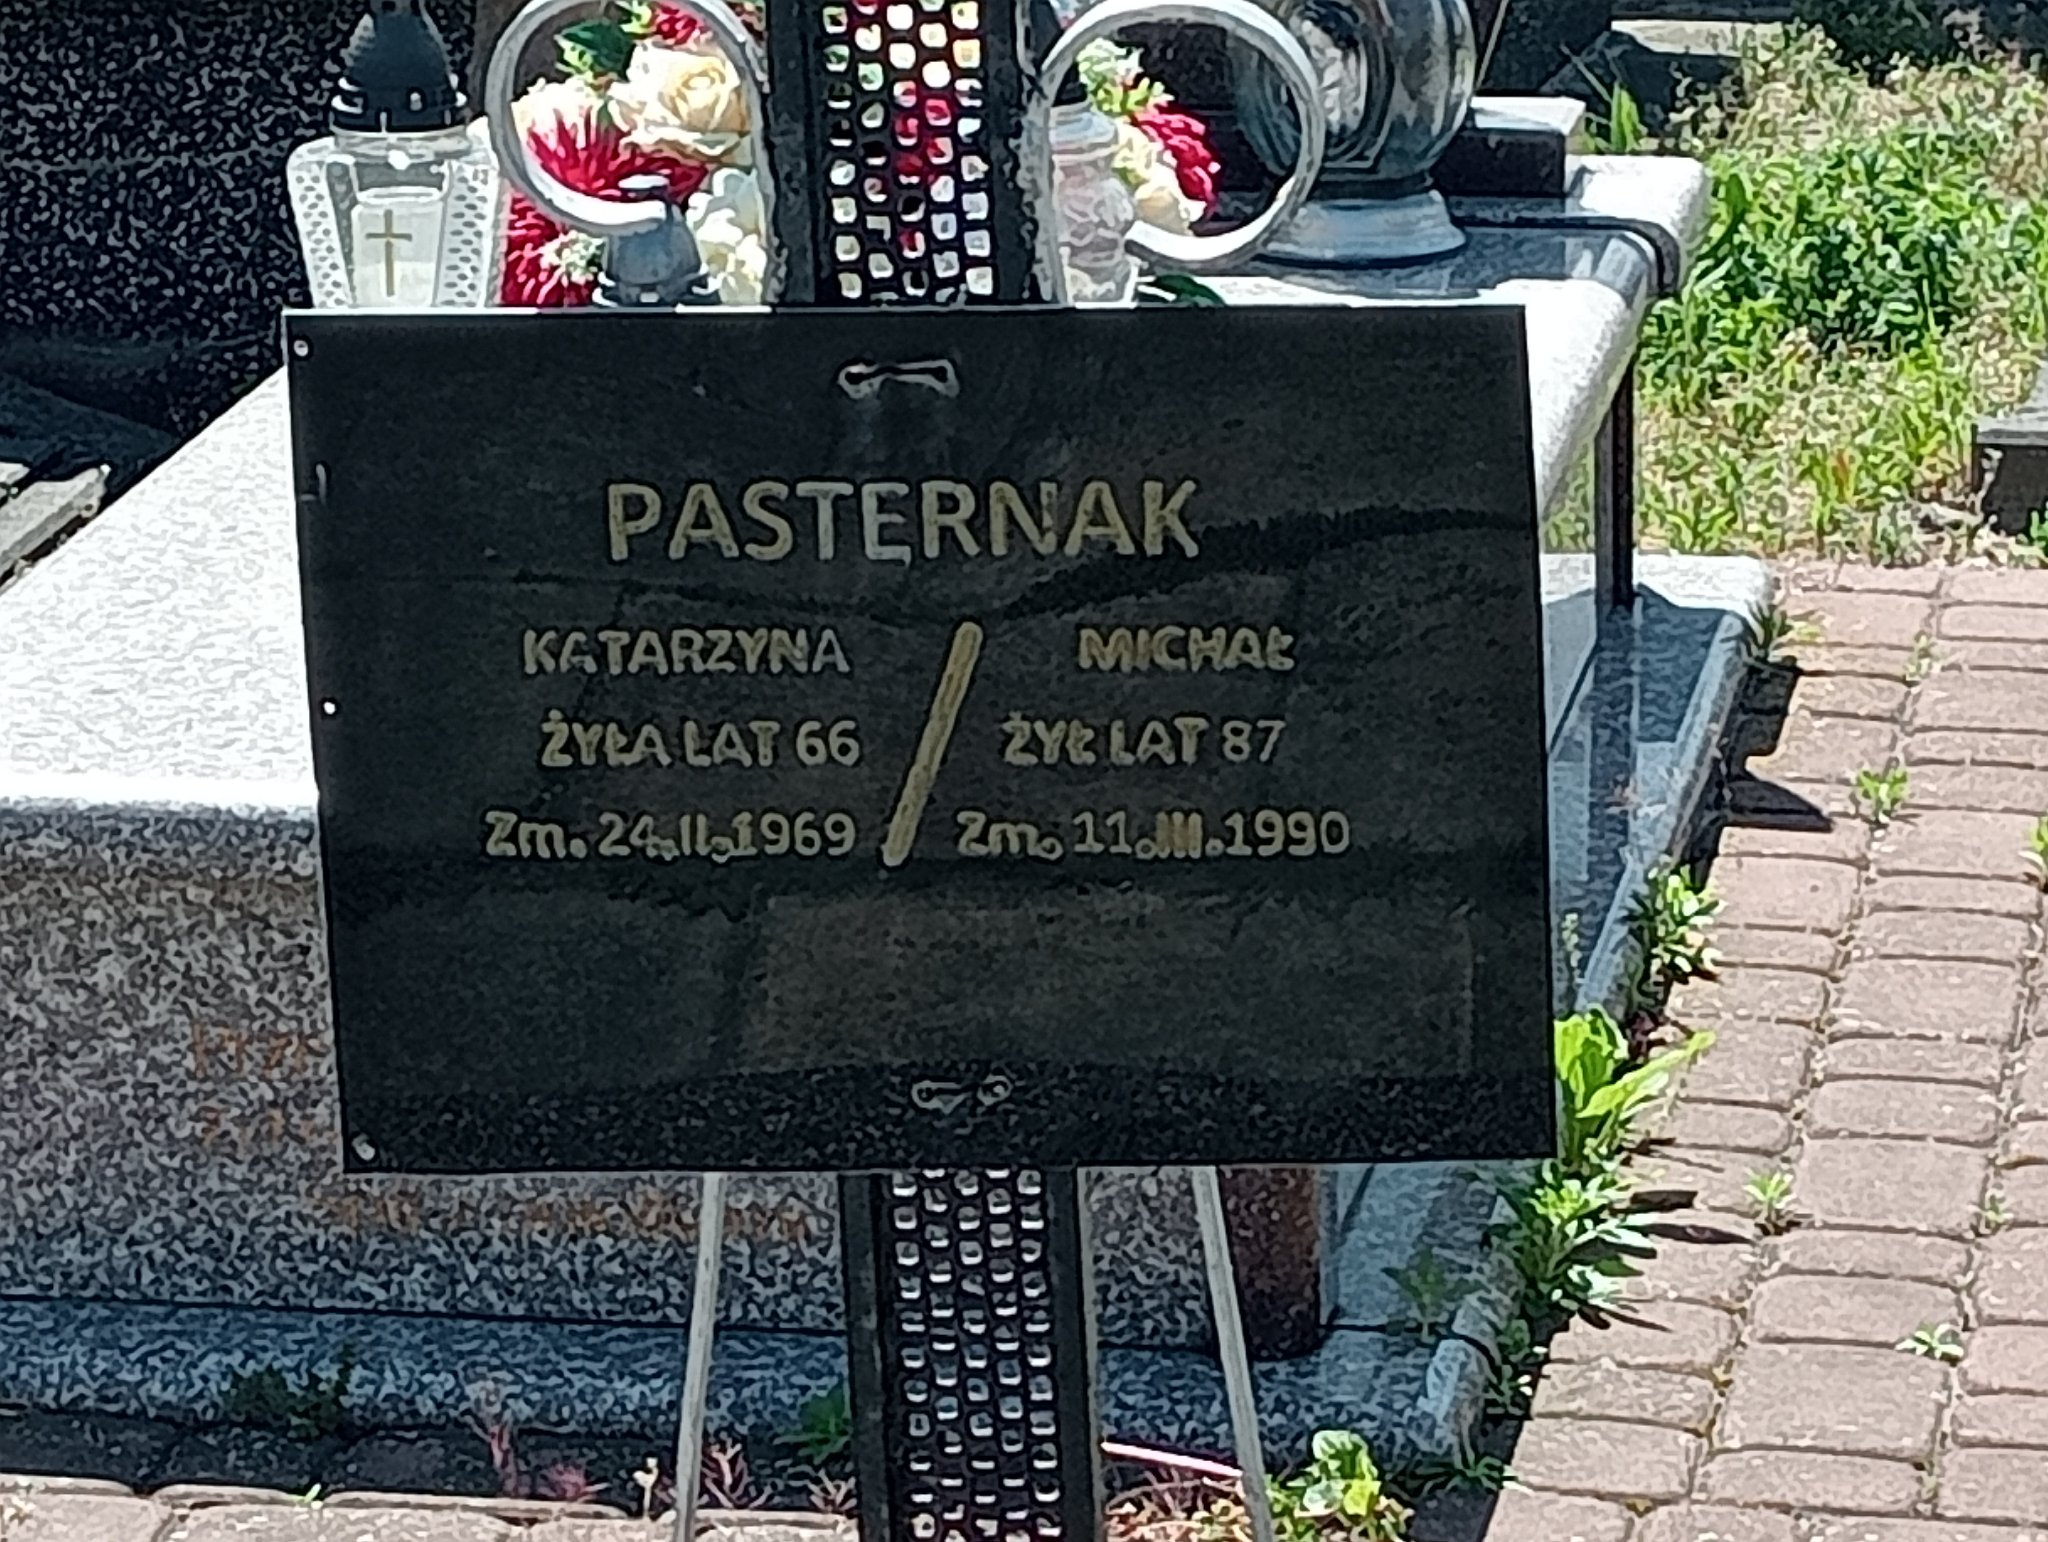 PASTERNAK
KATARZYNA / MICHAŁ
ŻYŁA LAT 66 ŻYŁ LAT 87
Zm. 24.II.1969 Zm. 11.III.1990